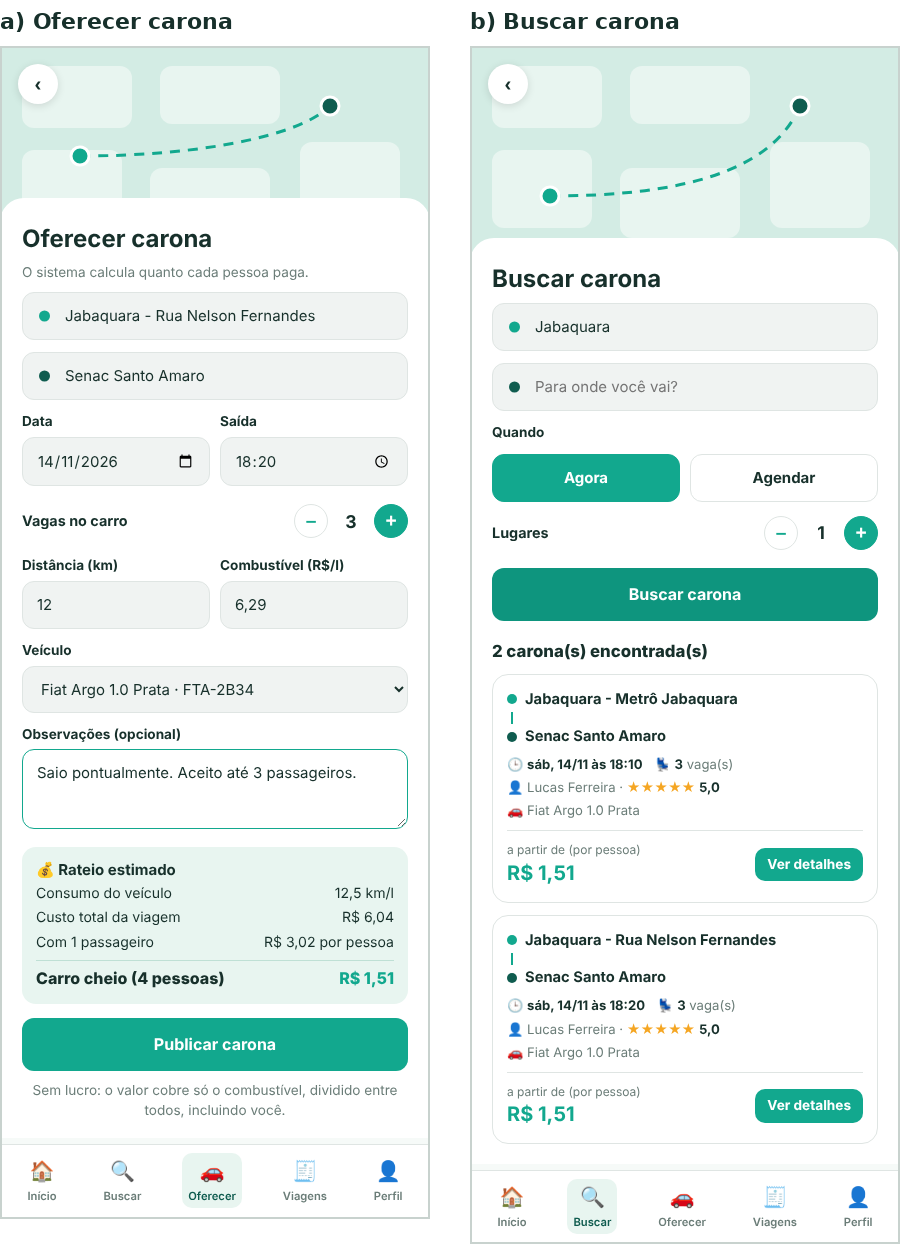 a) Oferecer carona
‹
Oferecer carona
O sistema calcula quanto cada pessoa paga.
Jabaquara - Rua Nelson Fernandes
Senac Santo Amaro
Data
Saída
14/11/2026
18:20
Vagas no carro
– 3 +
Distância (km)
Combustível (R$/l)
12
6,29
Veículo
Fiat Argo 1.0 Prata · FTA-2B34
Observações (opcional)
Saio pontualmente. Aceito até 3 passageiros.
💰 Rateio estimado
Consumo do veículo 12,5 km/l
Custo total da viagem R$ 6,04
Com 1 passageiro R$ 3,02 por pessoa
Carro cheio (4 pessoas) R$ 1,51
Publicar carona
Sem lucro: o valor cobre só o combustível, dividido entre
todos, incluindo você.
Início
Buscar
Oferecer
Viagens
Perfil
b) Buscar carona
‹
Buscar carona
Jabaquara
Para onde você vai?
Quando
Agora
Agendar
Lugares
– 1 +
Buscar carona
2 carona(s) encontrada(s)
Jabaquara - Metrô Jabaquara
Senac Santo Amaro
🕒 sáb, 14/11 às 18:10 💺 3 vaga(s)
👤 Lucas Ferreira · ★★★★★ 5,0
🚗 Fiat Argo 1.0 Prata
a partir de (por pessoa)
R$ 1,51
Ver detalhes
Jabaquara - Rua Nelson Fernandes
Senac Santo Amaro
🕒 sáb, 14/11 às 18:20 💺 3 vaga(s)
👤 Lucas Ferreira · ★★★★★ 5,0
🚗 Fiat Argo 1.0 Prata
a partir de (por pessoa)
R$ 1,51
Ver detalhes
Início
Buscar
Oferecer
Viagens
Perfil